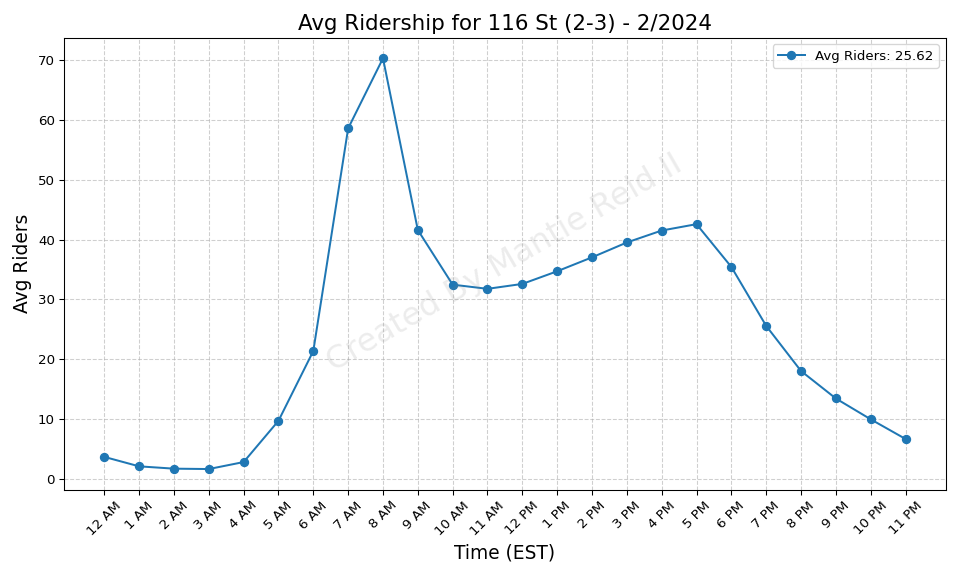 Avg Ridership for 116 St (2-3) - 2/2024
Avg Riders: 25.62
70
60
50
40
30
20
10
0
Avg Riders
Created By Mantie Reid II
12 AM
1 AM
2 AM
3 AM
4 AM
5 AM
6 AM
7 AM
8 AM
9 AM
10 AM
11 AM
12 PM
1 PM
2 PM
3 PM
4 PM
5 PM
6 PM
7 PM
8 PM
9 PM
10 PM
11 PM
Time (EST)